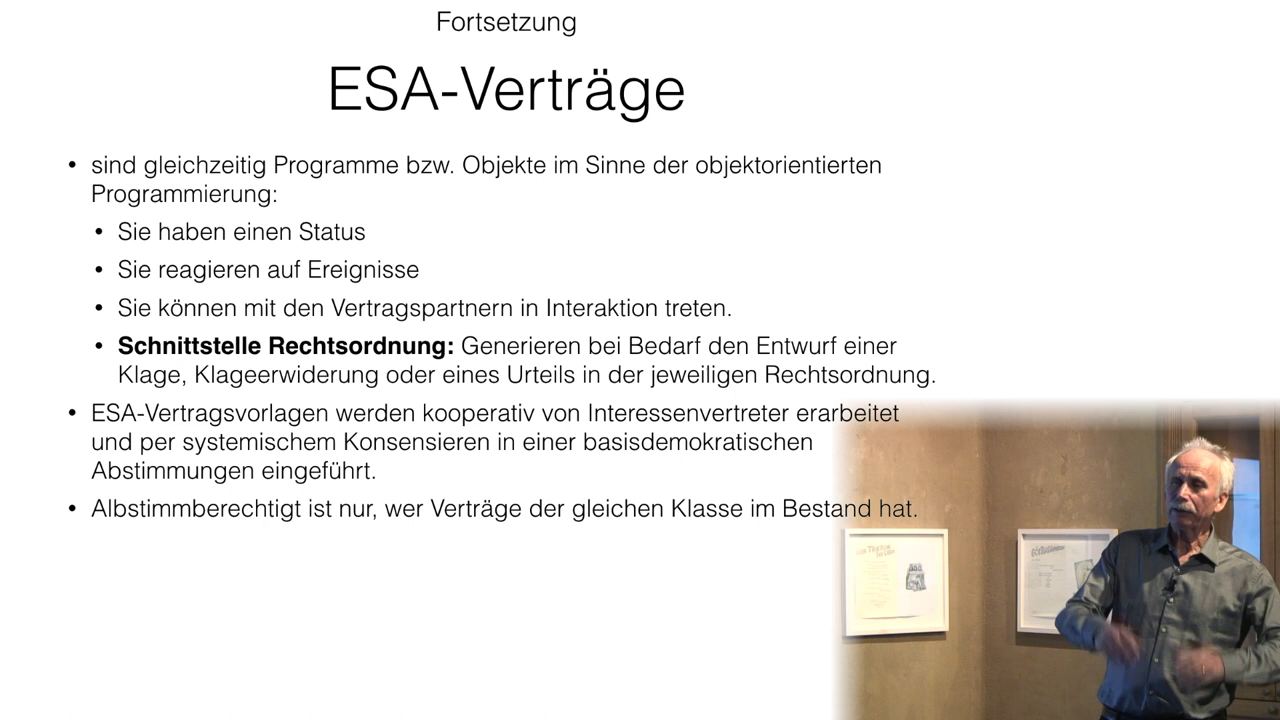 Fortsetzung
ESA-Verträge
• sind gleichzeitig Programme bzw. Objekte im Sinne der objektorientierten
Programmierung:
• Sie haben einen Status
• Sie reagieren auf Ereignisse
• Sie können mit den Vertragspartnern in Interaktion treten.
• Schnittstelle Rechtsordnung: Generieren bei Bedarf den Entwurf einer
Klage, Klageerwiderung oder eines Urteils in der jeweiligen Rechtsordnung.
• ESA-Vertragsvorlagen werden kooperativ von Interessenvertreter erarbeitet
und per systemischem Konsensieren in einer basisdemokratischen
Abstimmungen eingeführt.
• Albstimmberechtigt ist nur, wer Verträge der gleichen Klasse im Bestand hat.